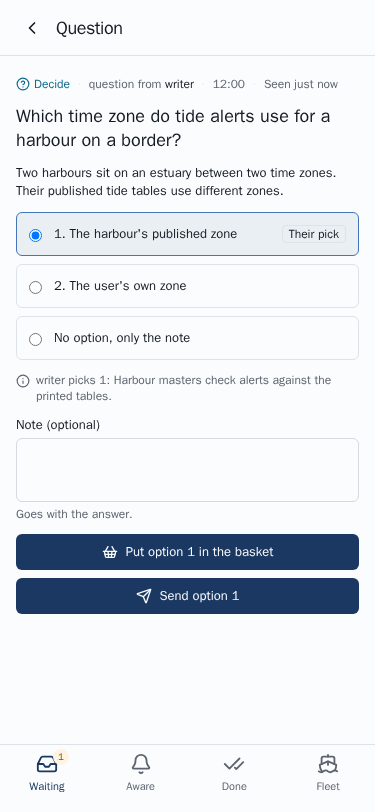 Question
Decide · question from writer · 12:00 · Seen just now
Which time zone do tide alerts use for a
harbour on a border?
Two harbours sit on an estuary between two time zones.
Their published tide tables use different zones.
1. The harbour's published zone
Their pick
2. The user's own zone
No option, only the note
writer picks 1: Harbour masters check alerts against the
printed tables.
Note (optional)
Goes with the answer.
Put option 1 in the basket
Send option 1
1
Waiting
Aware
Done
Fleet